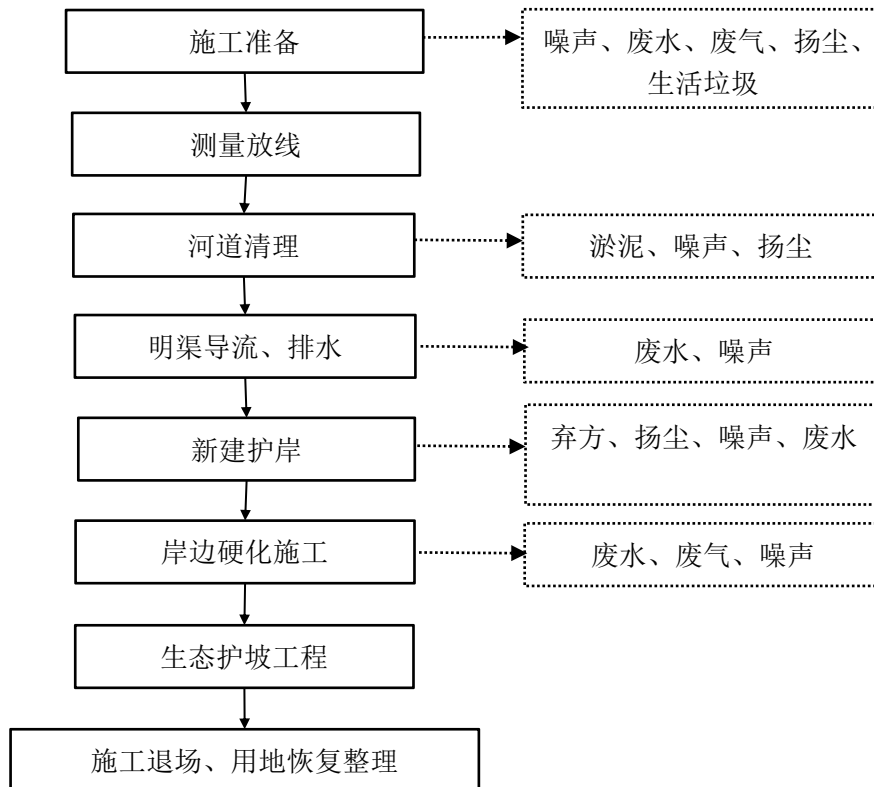 施工准备
噪声、废水、废气、扬尘、
生活垃圾
测量放线
河道清理
淤泥、噪声、扬尘
明渠导流、排水
废水、噪声
新建护岸
弃方、扬尘、噪声、废水
岸边硬化施工
废水、废气、噪声
生态护坡工程
施工退场、用地恢复整理